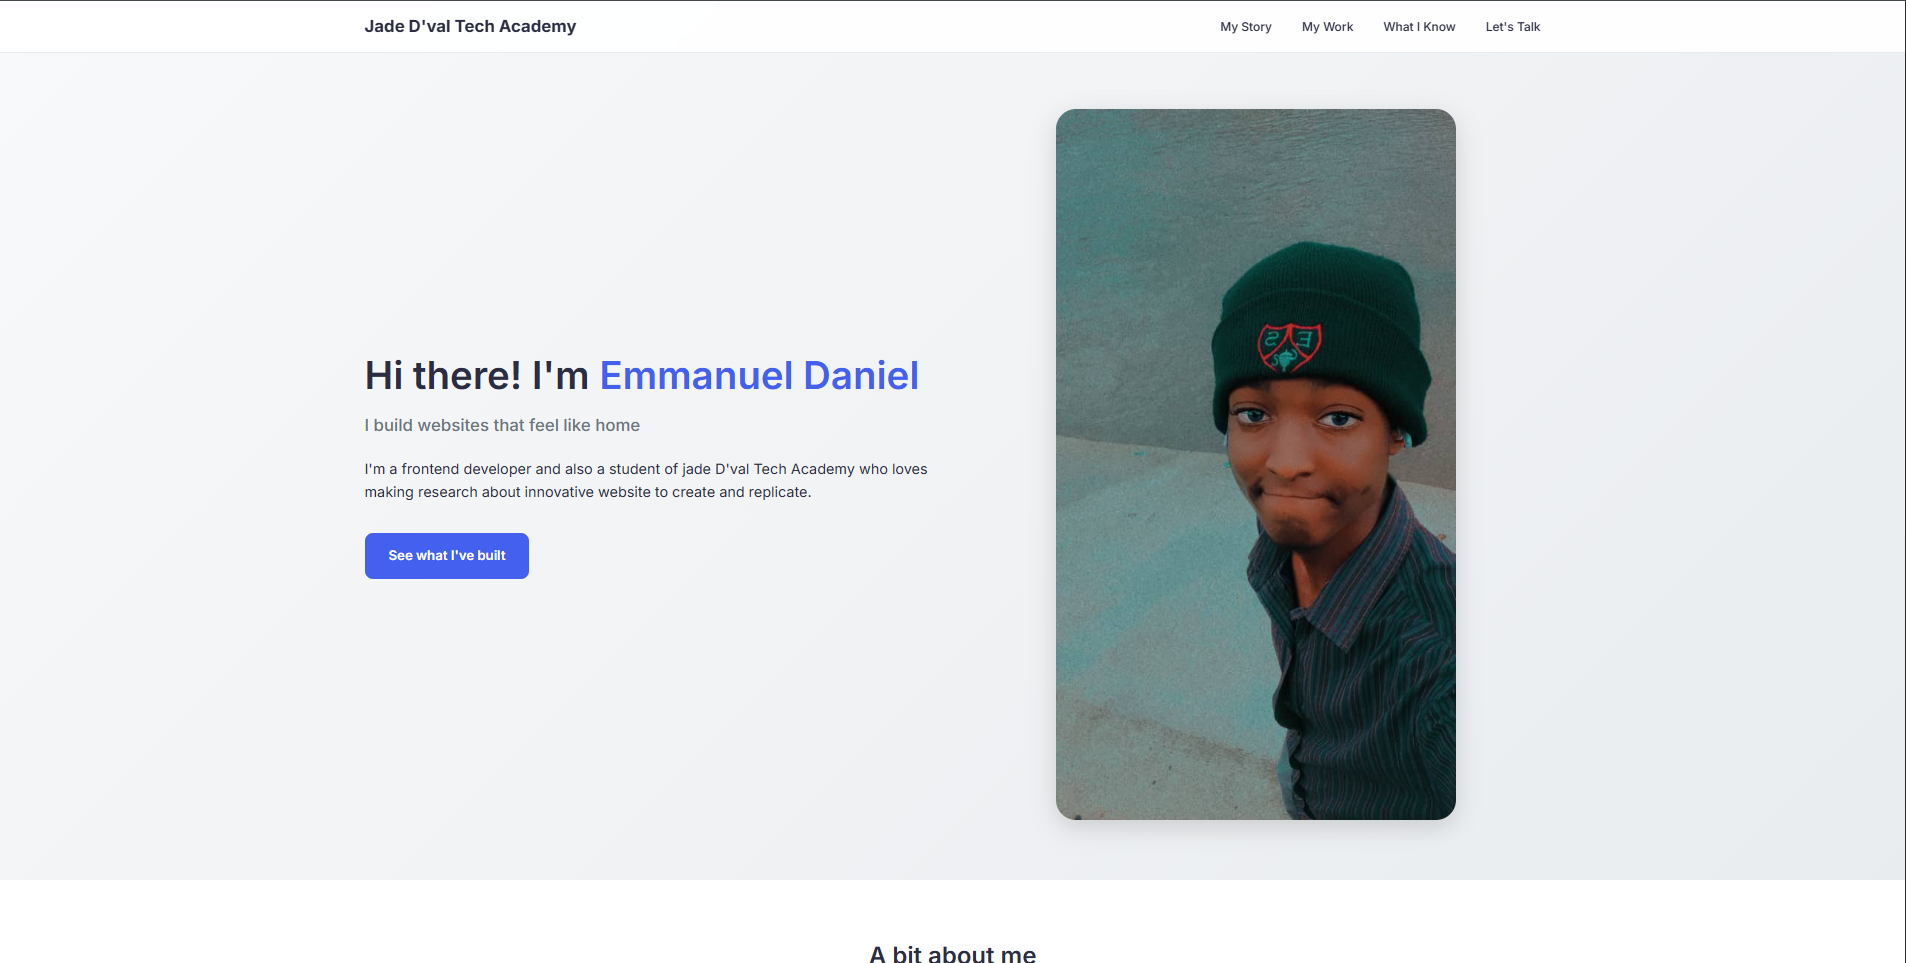 Jade D'val Tech Academy
My Story My Work What I Know Let's Talk
Hi there! I'm Emmanuel Daniel
I build websites that feel like home
I'm a frontend developer and also a student of jade D'val Tech Academy who loves
making research about innovative website to create and replicate.
See what I've built
A bit about me